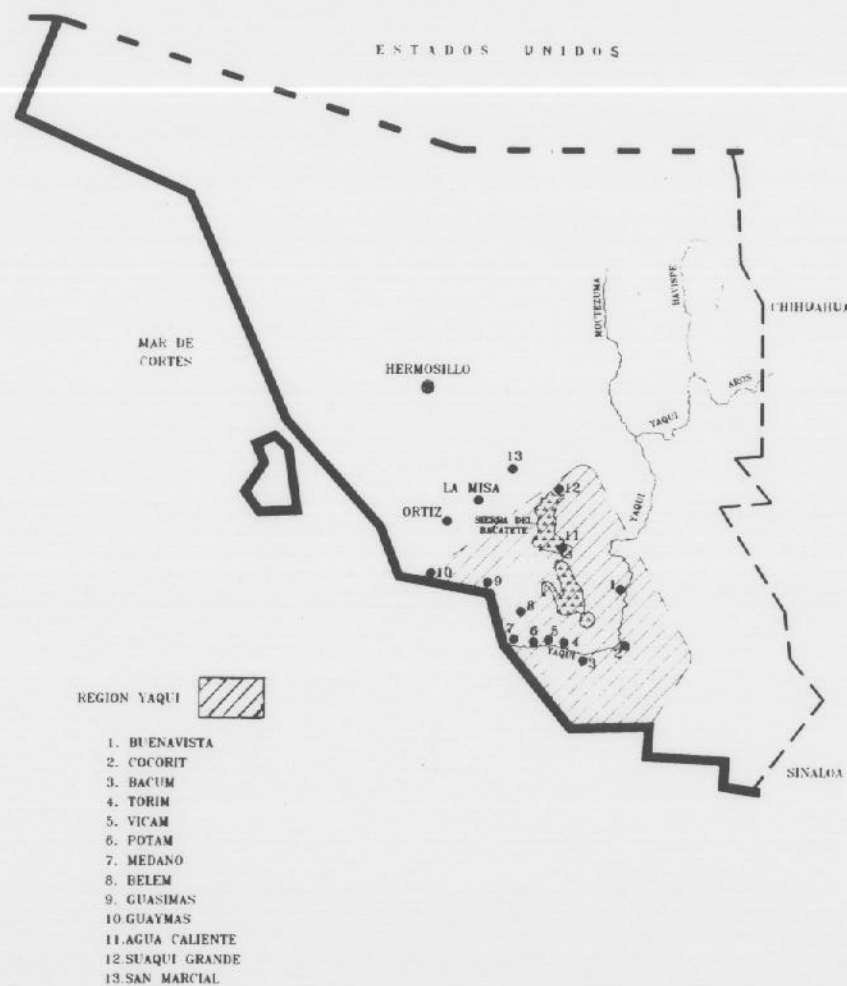 ESTADOS UNIDOS
MOCTEZUMA
BAVISPE
CHIHUAHUA
MAR DE
CORTES
HERMOSILLO
AROS
YAQUI
13
LA MISA
12
YAQUI
ORTIZ
SIERRA DEL
BACATETE
11
10
9
1
8
7
6
5
4
2
YAQUI
3
REGION YAQUI
1. BUENAVISTA
2. COCORIT
3. BACUM
4. TORIM
5. VICAM
6. POTAM
7. MEDANO
8. BELEM
9. GUASIMAS
10.GUAYMAS
11.AGUA CALIENTE
12.SUAQUI GRANDE
13.SAN MARCIAL
SINALOA